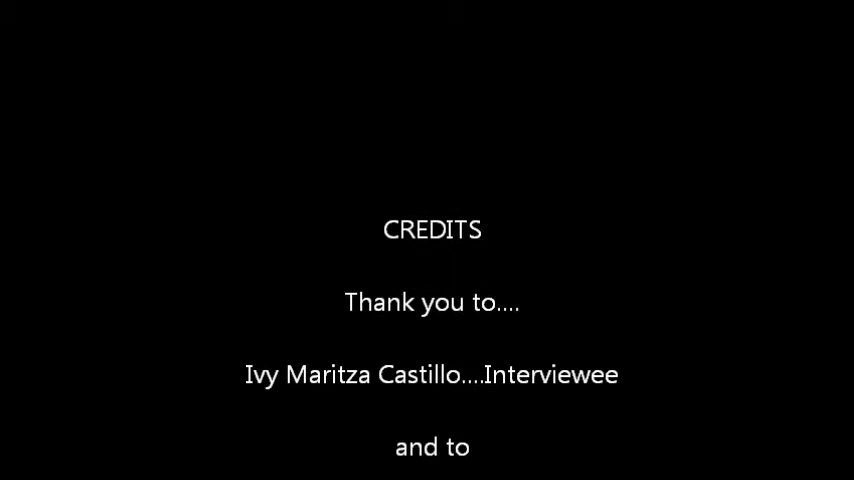 CREDITS
Thank you to....
Ivy Maritza Castillo....Interviewee
and to